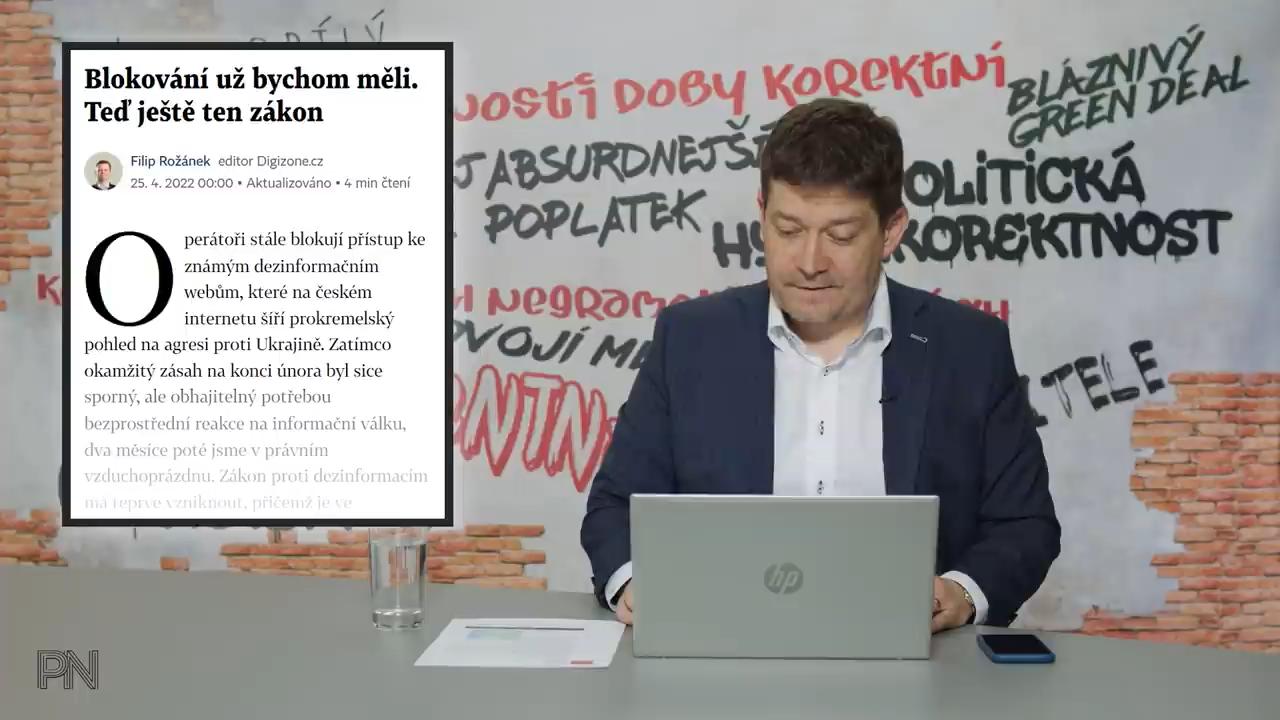 Blokování už bychom měli.
Teď ještě ten zákon
Filip Rožánek editor Digizone.cz
25. 4. 2022 00:00 • Aktualizováno • 4 min čtení
Operátoři stále blokují přístup ke
známým dezinformačním
webům, které na českém
internetu šíří prokremelský
pohled na agresi proti Ukrajině. Zatímco
okamžitý zásah na konci února byl sice
sporný, ale obhajitelný potřebou
bezprostřední reakce na informační válku,
dva měsíce poté jsme v právním
vzduchoprázdnu. Zákon proti dezinformacím
má teprve vzniknout, přičemž je ve
DOBY KOREKTNÍ
BLÁZNIVÝ
GREEN DEAL
POPLATEK
POLITICKÁ
KOREKTNOST
hp
PN